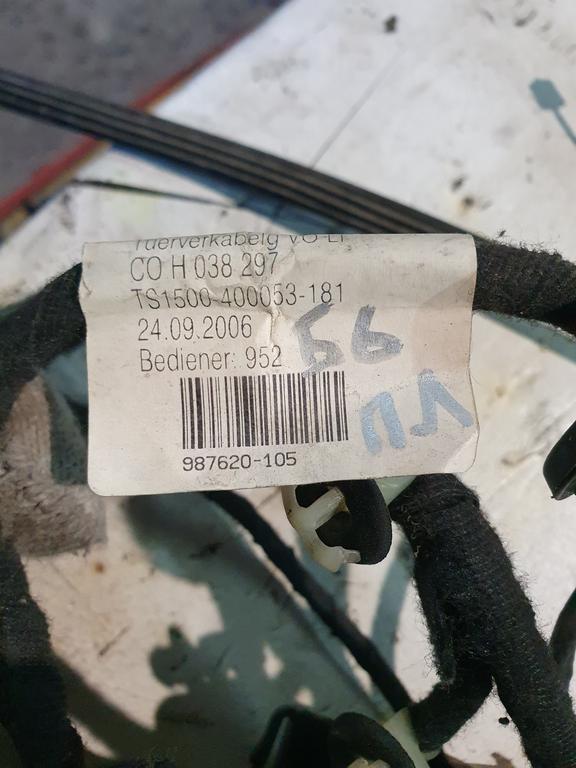 Tuerverkabelg VO LI
CO H 038 297
TS1500-400053-181
24.09.2006
Bediener: 952
Б6
ПЛ
987620-105